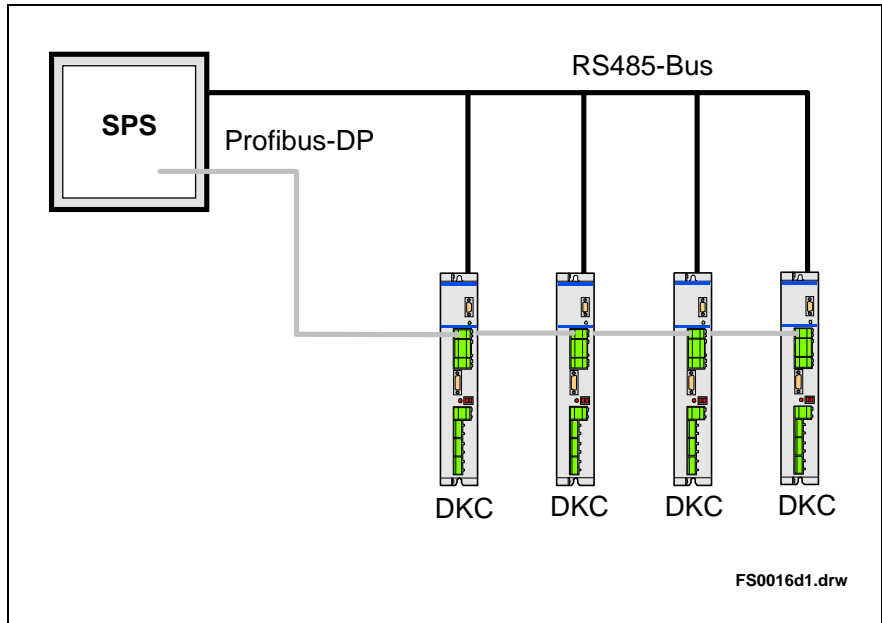 RS485-Bus
SPS
Profibus-DP
DKC DKC DKC DKC
FS0016d1.drw